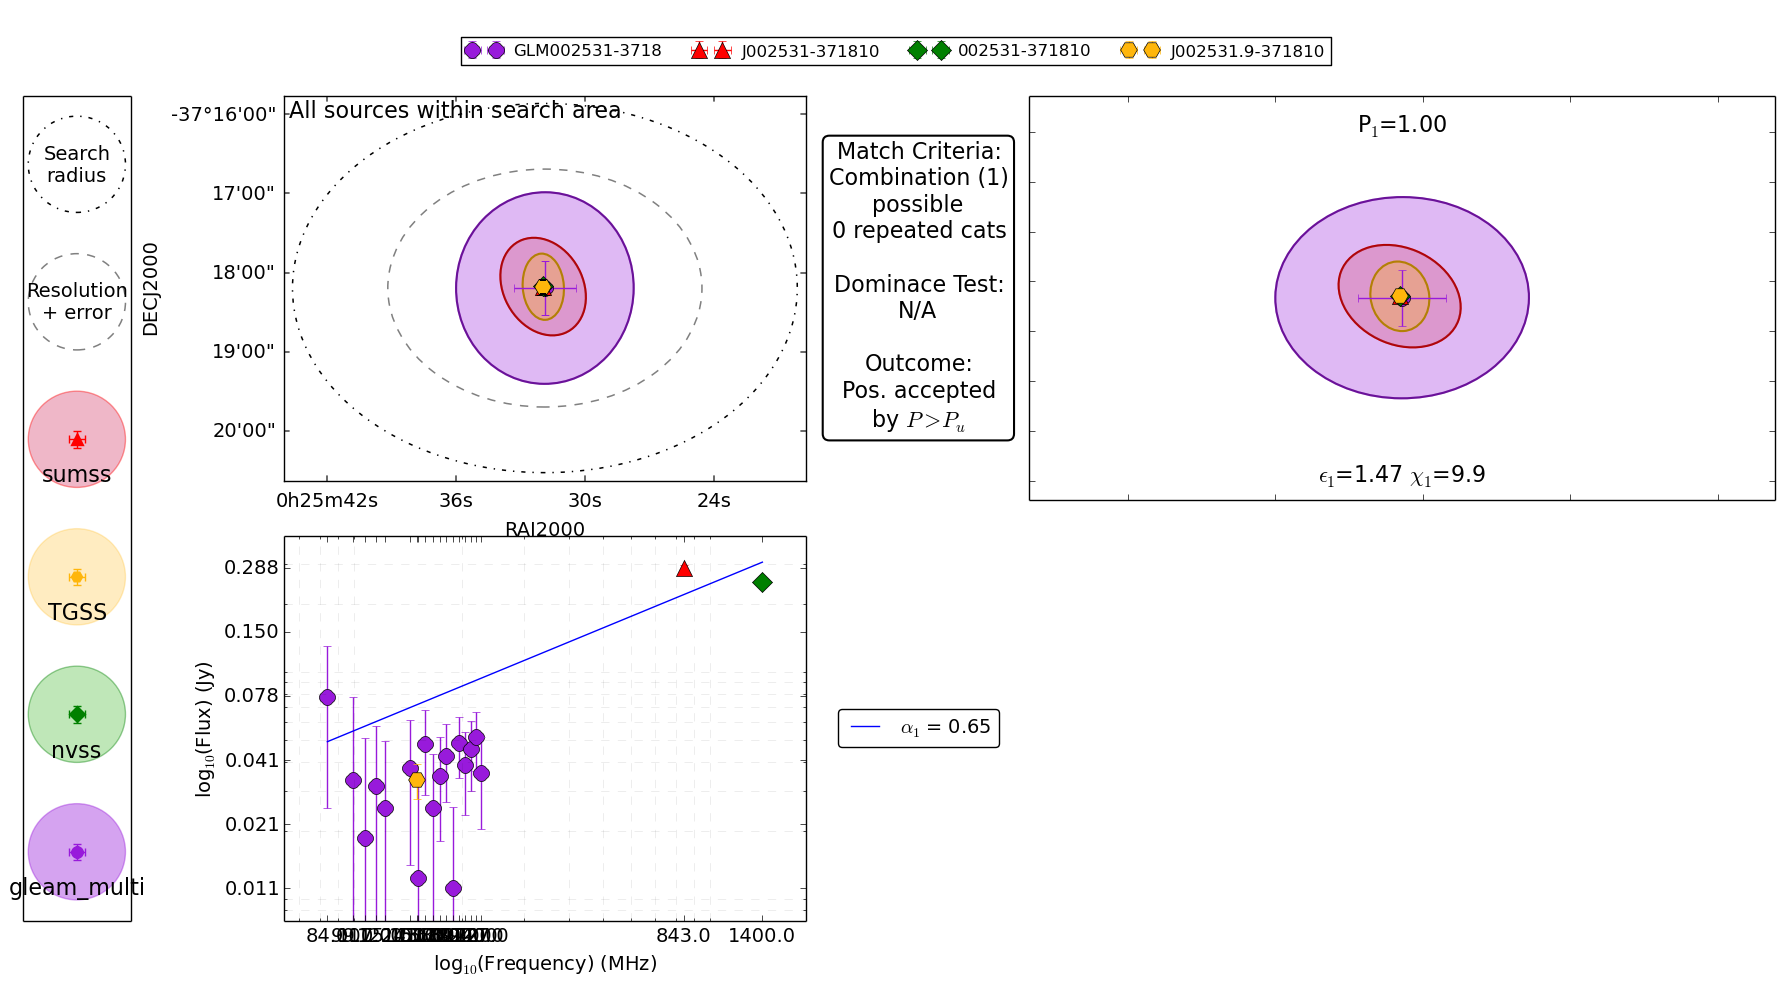 GLM002531-3718 J002531-371810 002531-371810 J002531.9-371810
Search
radius
Resolution
+ error
sumss
TGSS
nvss
gleam_multi
All sources within search area
-37°16'00"
17'00"
18'00"
19'00"
20'00"
DECJ2000
0h25m42s 36s 30s 24s
RAJ2000
Match Criteria:
Combination (1)
possible
0 repeated cats
Dominace Test:
N/A
Outcome:
Pos. accepted
by P>Pᵤ
P₁=1.00
ϵ₁=1.47 χ₁=9.9
0.288
0.150
0.078
0.041
0.021
0.011
log₁₀(Flux) (Jy)
843.0 1400.0
log₁₀(Frequency) (MHz)
α₁ = 0.65